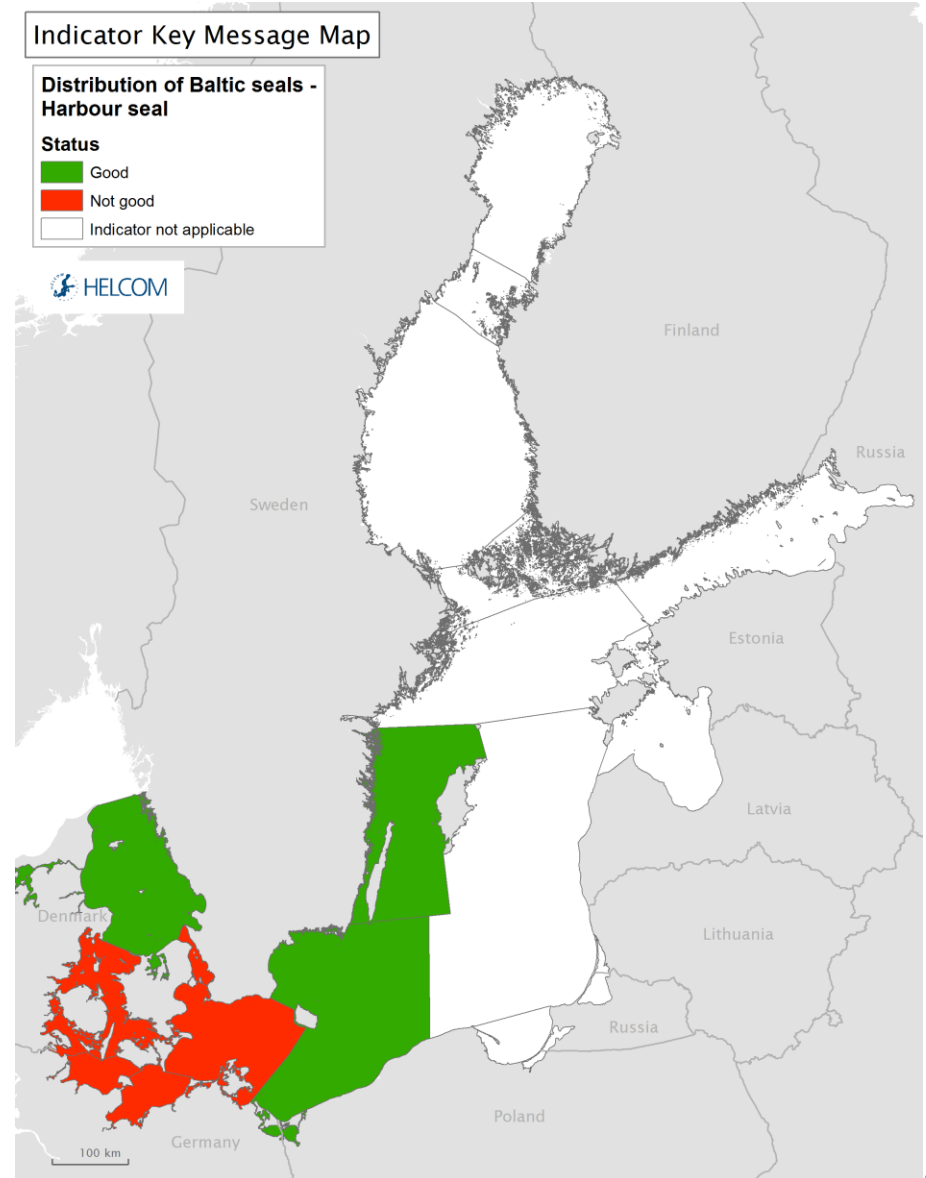 Indicator Key Message Map
Distribution of Baltic seals -
Harbour seal
Status
Good
Not good
Indicator not applicable
HELCOM
Finland
Russia
Sweden
Estonia
Latvia
Denmark
Lithuania
Russia
Poland
Germany
100 km